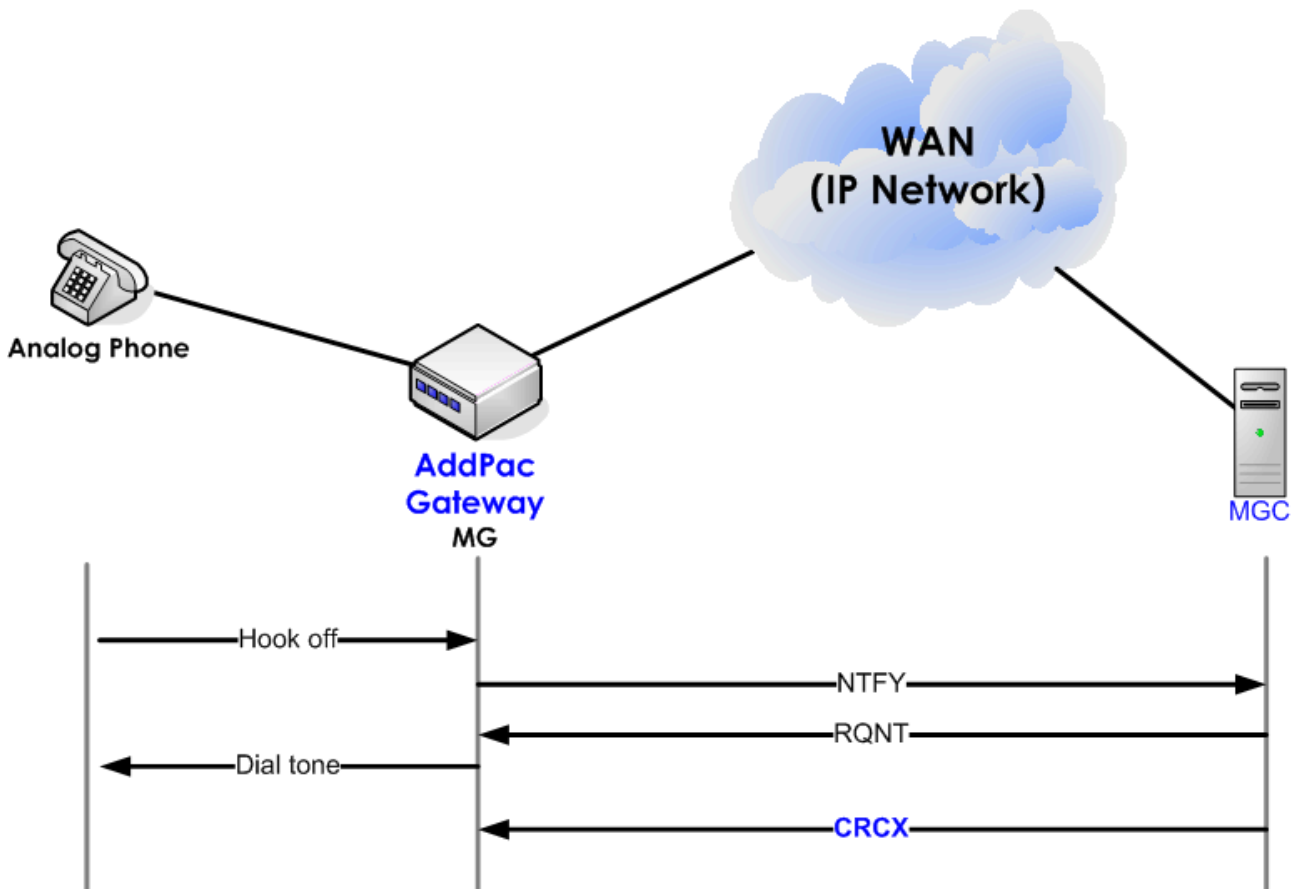 WAN
(IP Network)
Analog Phone
AddPac
Gateway
MG
MGC
Hook off
NTFY
RQNT
Dial tone
CRCX